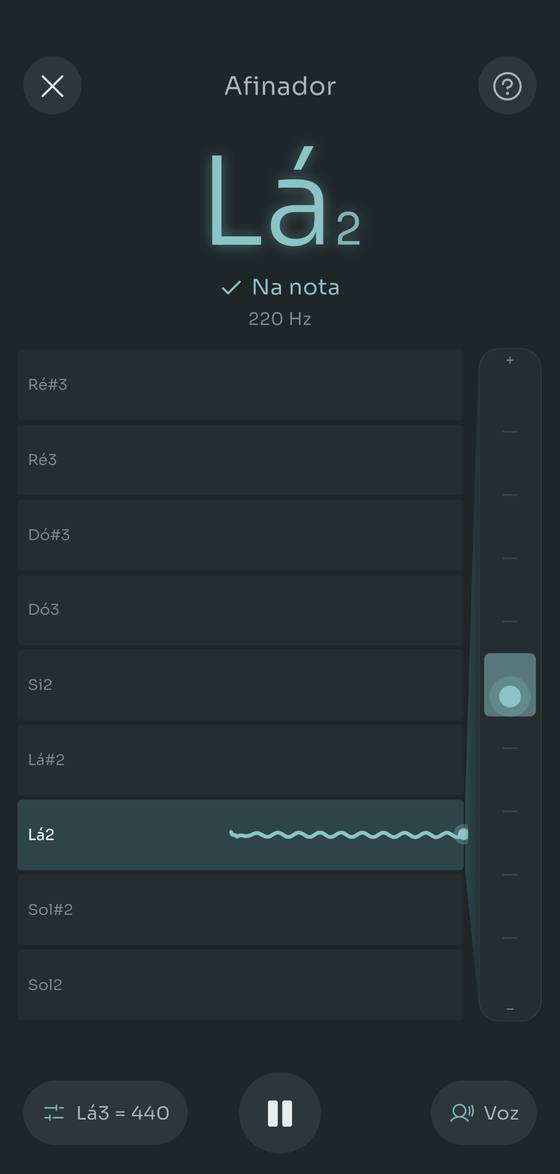 Afinador
Lá2
Na nota
220 Hz
+
Ré#3
Ré3
Dó#3
Dó3
Si2
Lá#2
Lá2
Sol#2
Sol2
–
Lá3 = 440
Voz